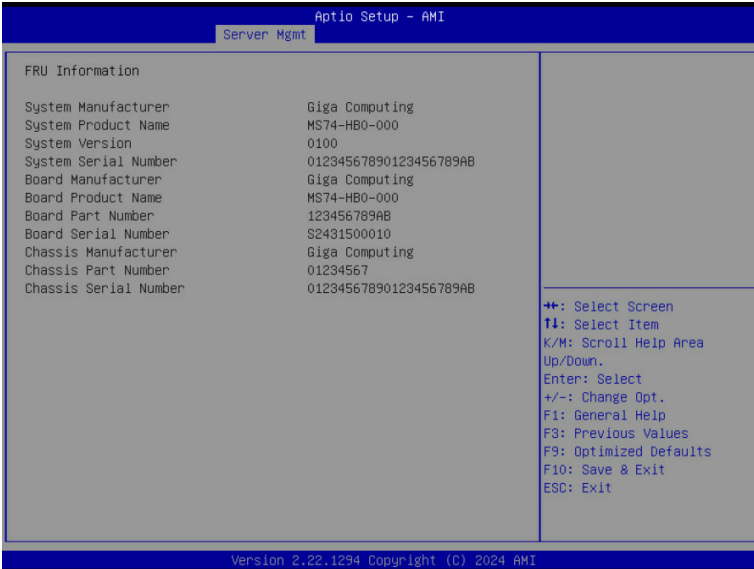 Aptio Setup - AMI
Server Mgmt
FRU Information
System Manufacturer Giga Computing
System Product Name MS74-HB0-000
System Version 0100
System Serial Number 01234567890123456789AB
Board Manufacturer Giga Computing
Board Product Name MS74-HB0-000
Board Part Number 123456789AB
Board Serial Number S2431500010
Chassis Manufacturer Giga Computing
Chassis Part Number 01234567
Chassis Serial Number 01234567890123456789AB
→←: Select Screen
↑↓: Select Item
K/M: Scroll Help Area
Up/Down.
Enter: Select
+/-: Change Opt.
F1: General Help
F3: Previous Values
F9: Optimized Defaults
F10: Save & Exit
ESC: Exit
Version 2.22.1294 Copyright (C) 2024 AMI